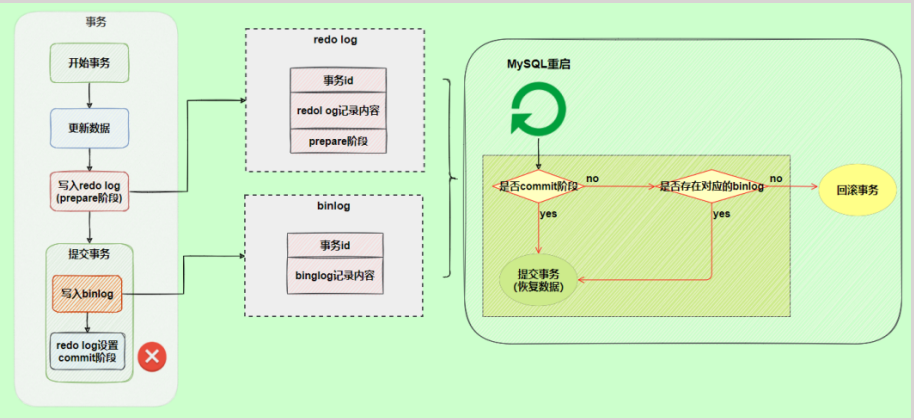 事务
开始事务
更新数据
写入redo log
(prepare阶段)
提交事务
写入binlog
redo log设置
commit阶段
redo log
事务id
redol og记录内容
prepare阶段
binlog
事务id
binglog记录内容
MySQL重启
是否commit阶段
no
是否存在对应的binlog
no
回滚事务
yes
yes
提交事务
(恢复数据)